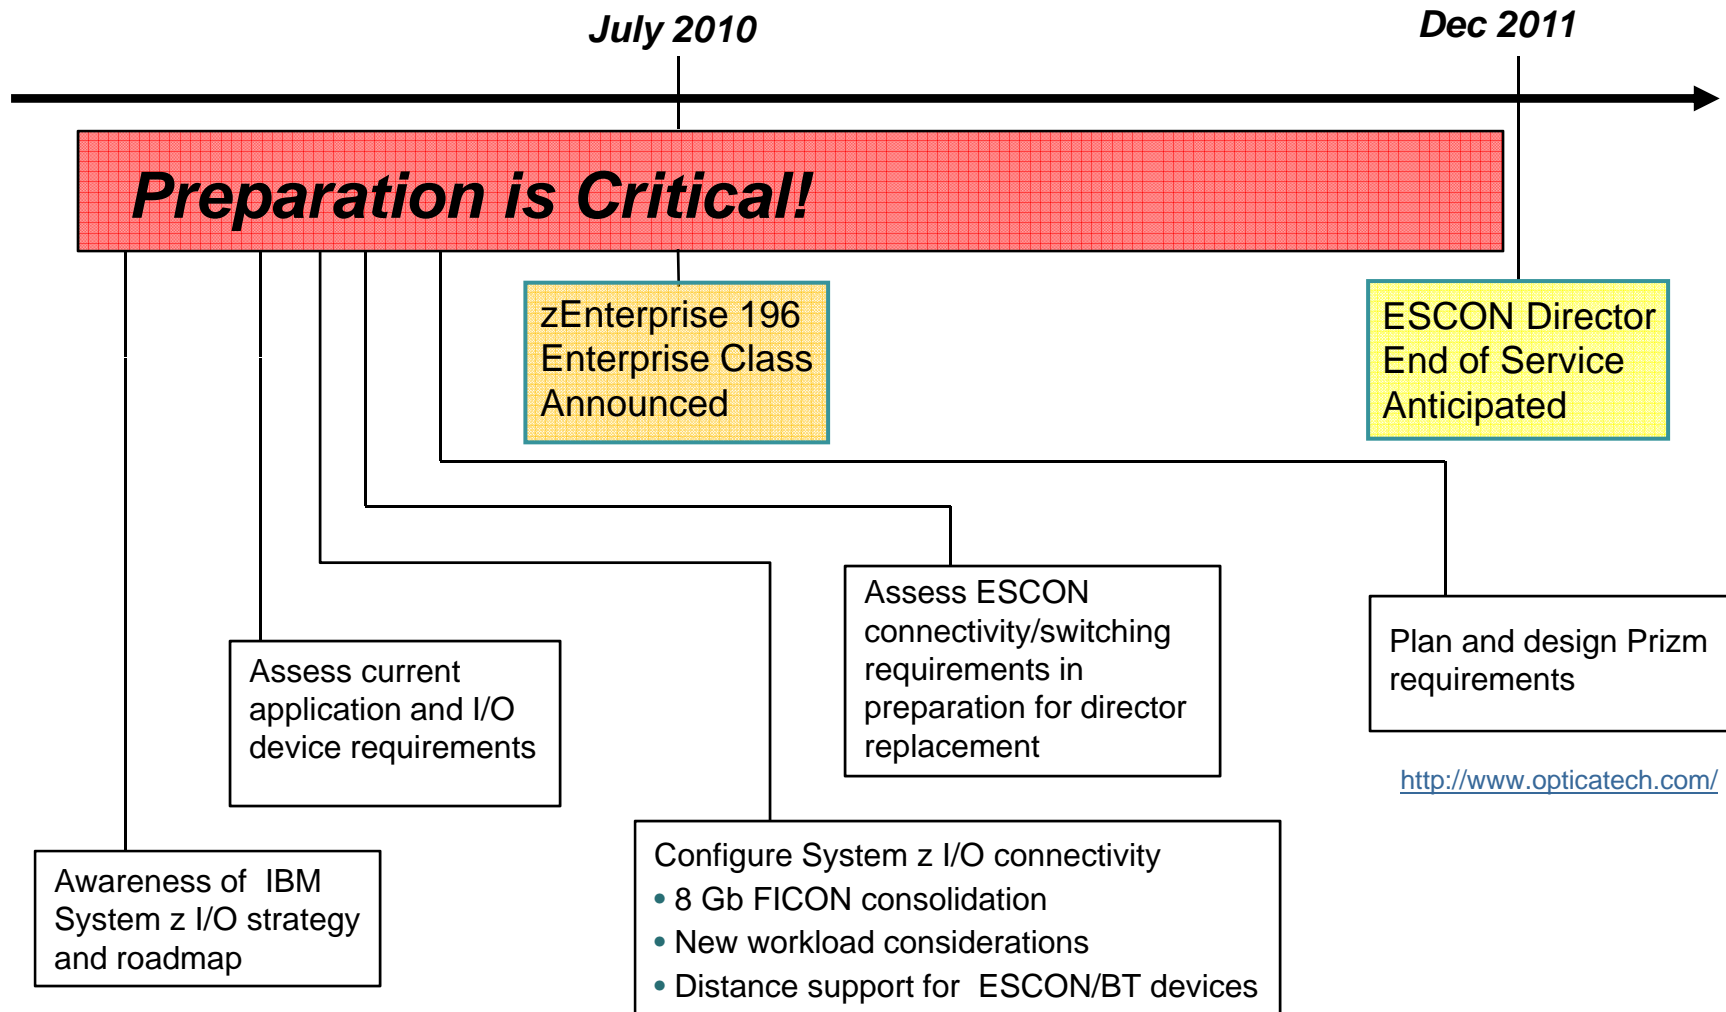 July 2010
Dec 2011
Preparation is Critical!
zEnterprise 196
Enterprise Class
Announced
ESCON Director
End of Service
Anticipated
Assess ESCON
connectivity/switching
requirements in
preparation for director
replacement
Plan and design Prizm
requirements
http://www.opticatech.com/
Assess current
application and I/O
device requirements
Configure System z I/O connectivity
• 8 Gb FICON consolidation
• New workload considerations
• Distance support for ESCON/BT devices
Awareness of IBM
System z I/O strategy
and roadmap